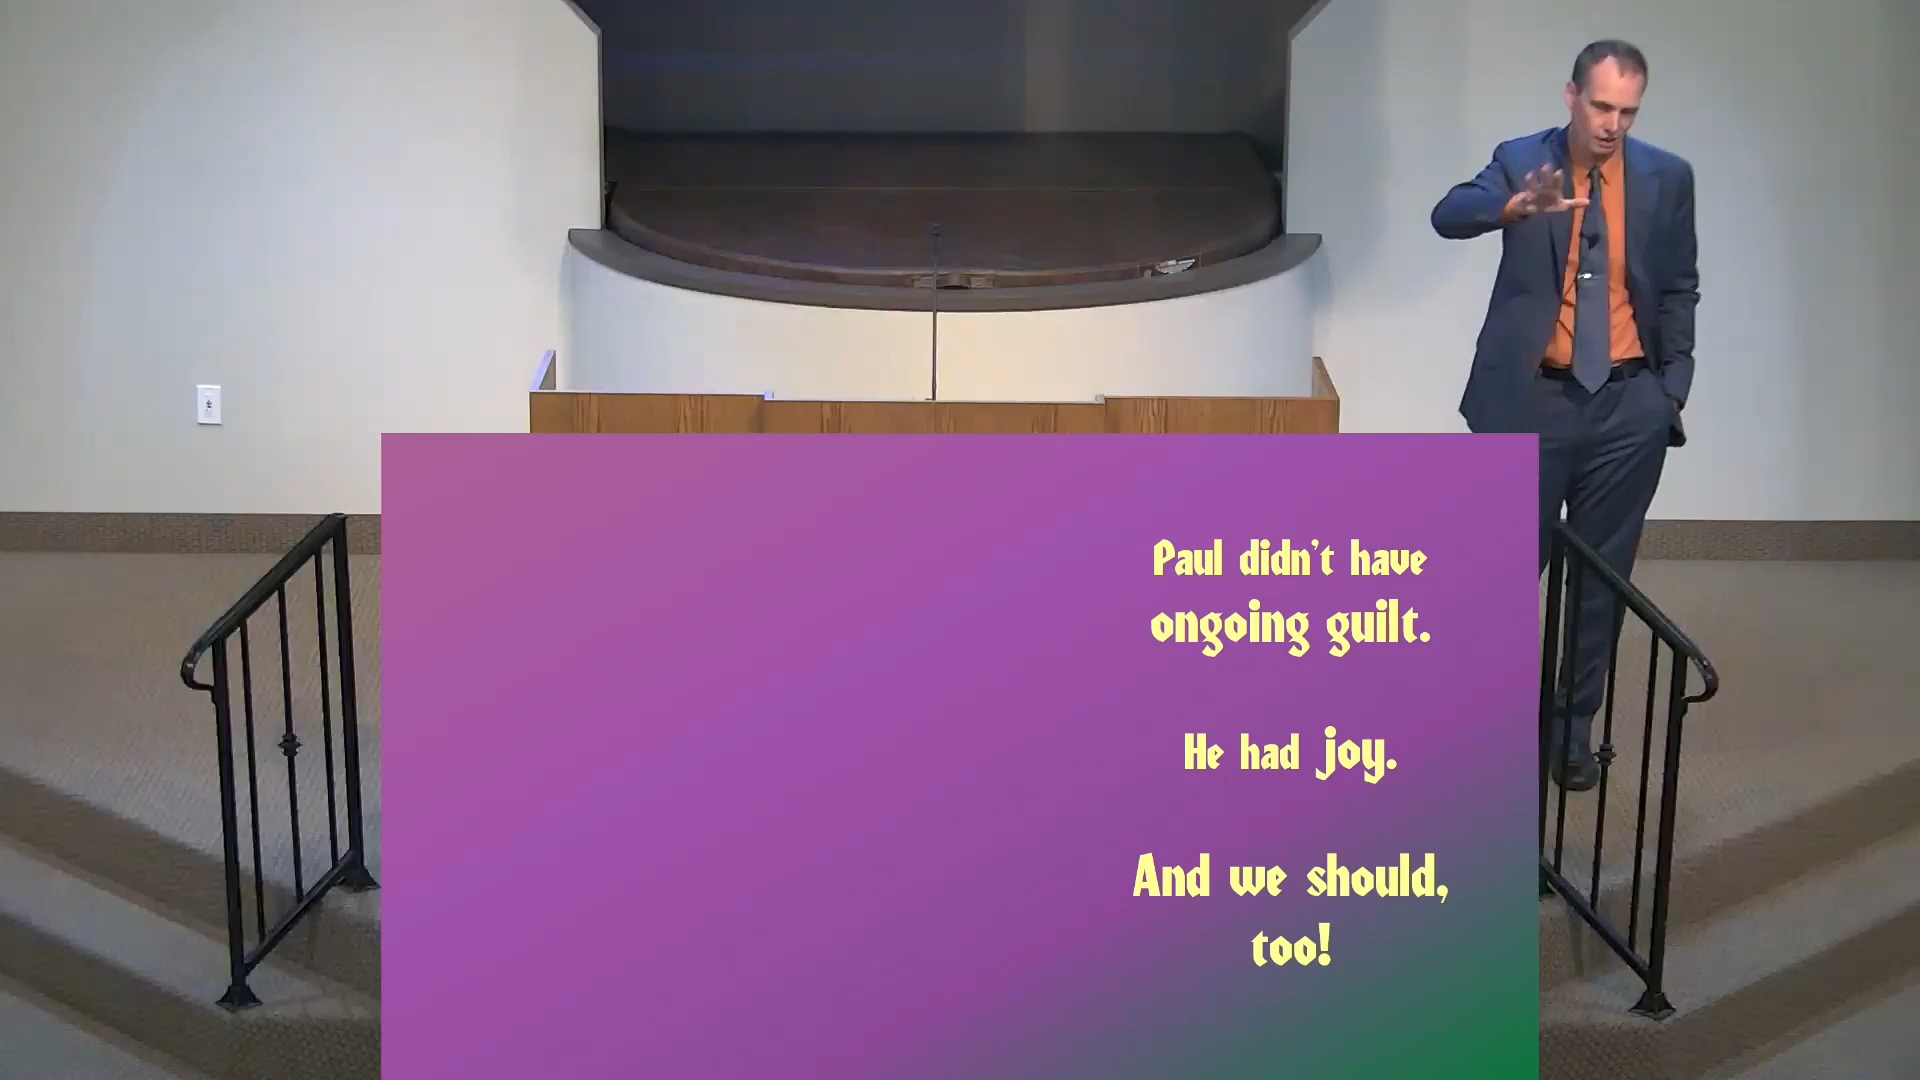 Paul didn't have
ongoing guilt.
He had joy.
And we should,
too!